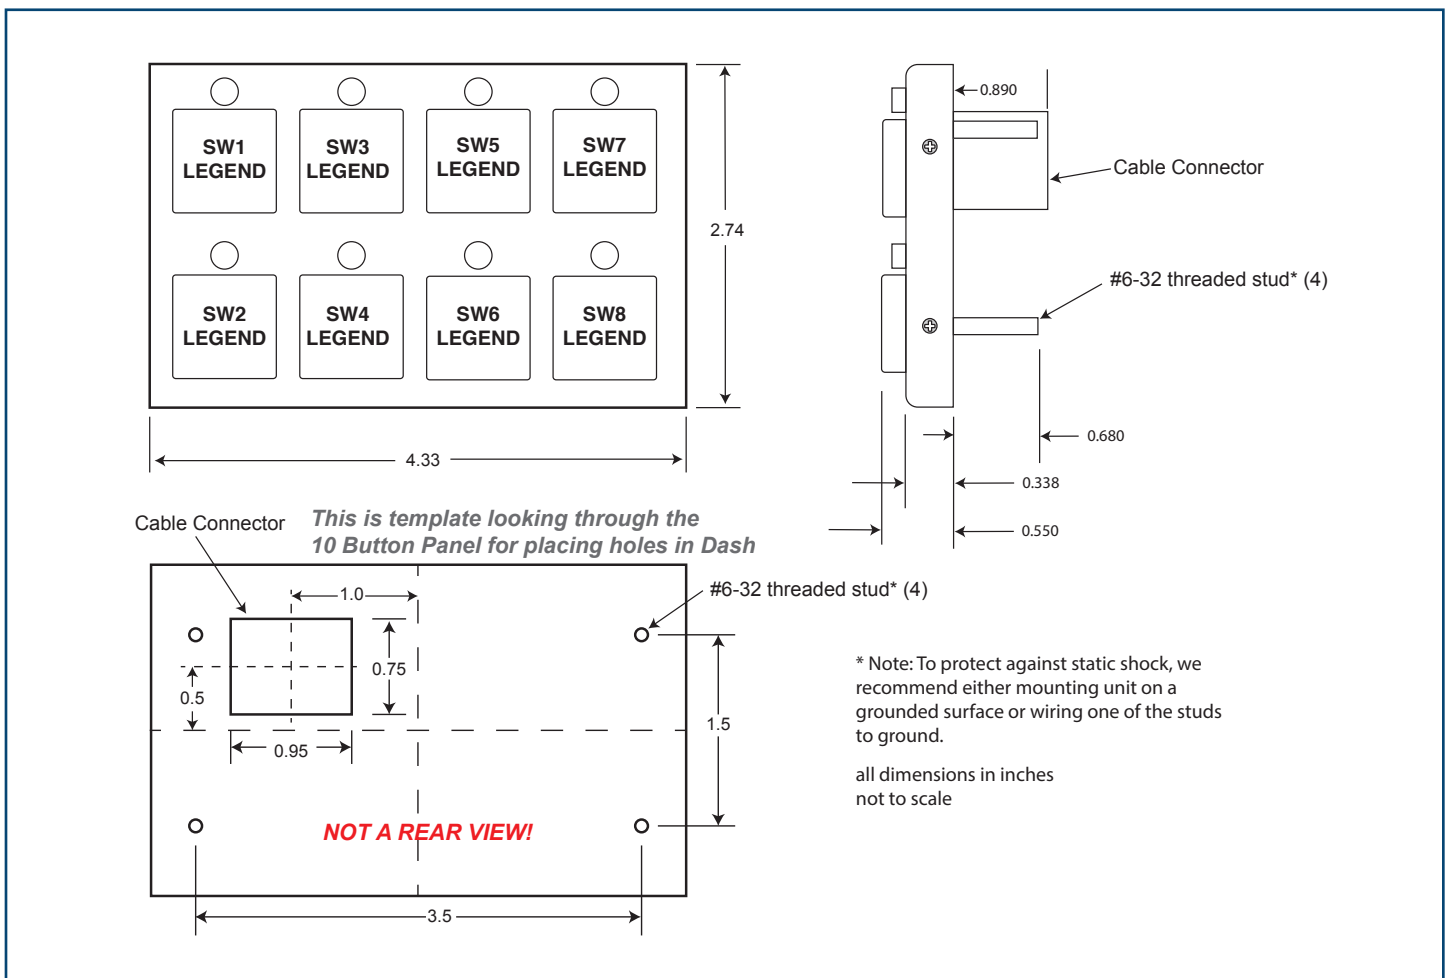 SW1
LEGEND
SW3
LEGEND
SW5
LEGEND
SW7
LEGEND
SW2
LEGEND
SW4
LEGEND
SW6
LEGEND
SW8
LEGEND
2.74
4.33
0.890
Cable Connector
#6-32 threaded stud* (4)
0.680
0.338
0.550
Cable Connector
This is template looking through the
10 Button Panel for placing holes in Dash
1.0
#6-32 threaded stud* (4)
0.75
0.5
0.95
1.5
NOT A REAR VIEW!
3.5
* Note: To protect against static shock, we
recommend either mounting unit on a
grounded surface or wiring one of the studs
to ground.
all dimensions in inches
not to scale